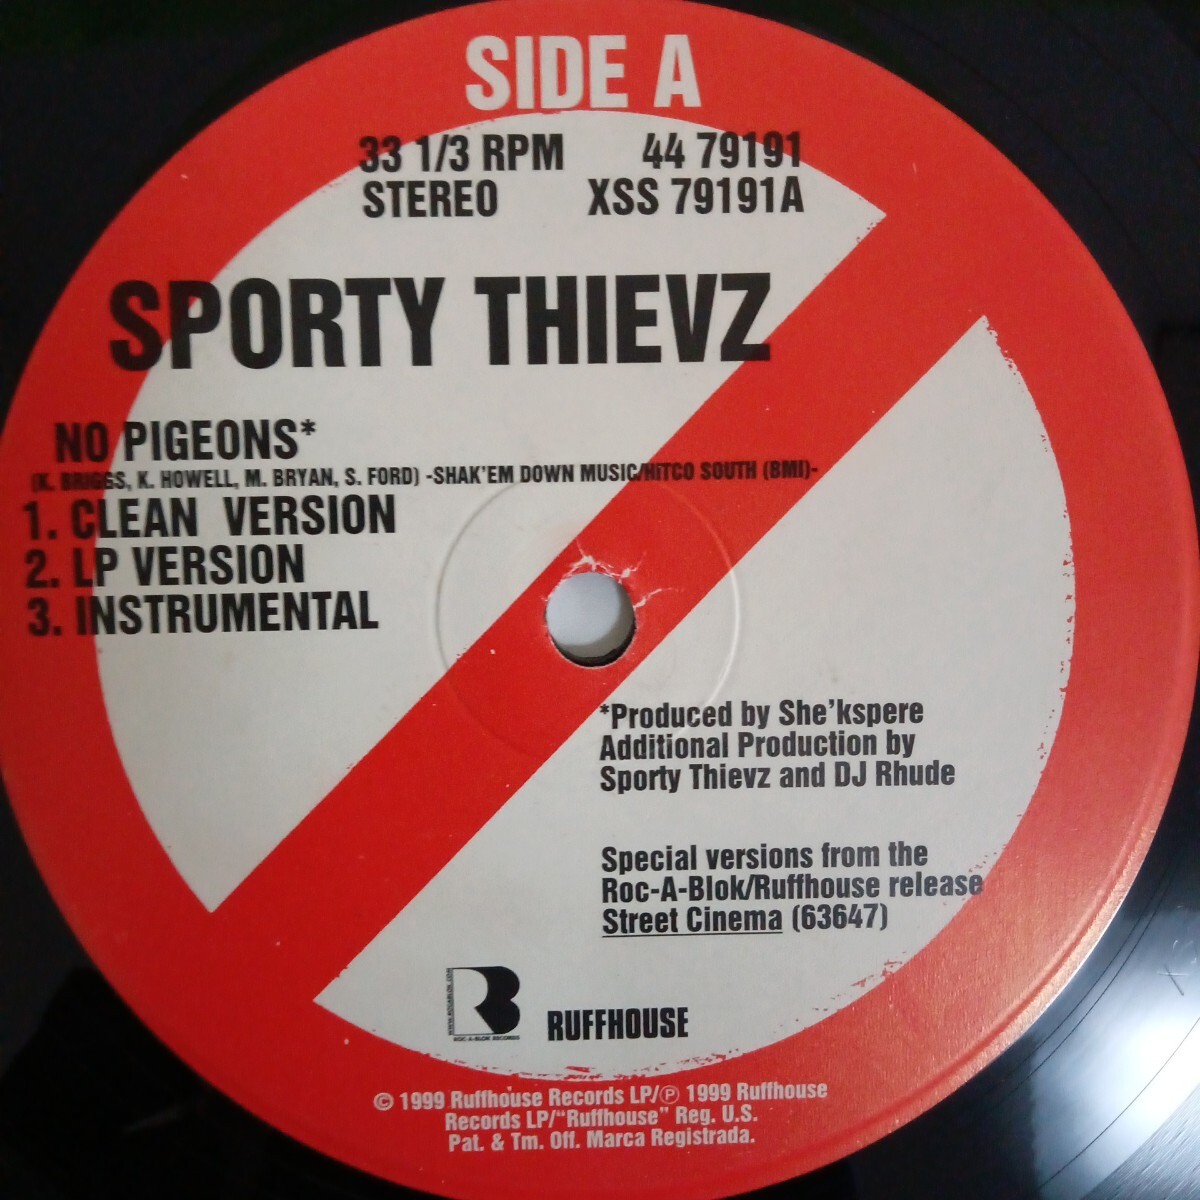 SIDE A
33 1/3 RPM 44 79191
STEREO XSS 79191A
SPORTY THIEVZ
NO PIGEONS*
(K. BRIGGS, K. HOWELL, M. BRYAN, S. FORD) -SHAK'EM DOWN MUSIC/HITCO SOUTH (BMI)-
1. CLEAN VERSION
2. LP VERSION
3. INSTRUMENTAL
*Produced by She'kspere
Additional Production by
Sporty Thievz and DJ Rhude
Special versions from the
Roc-A-Blok/Ruffhouse release
Street Cinema (63647)
R
ROC-A-BLOK RECORDS
RUFFHOUSE
© 1999 Ruffhouse Records LP/℗ 1999 Ruffhouse
Records LP/"Ruffhouse" Reg. U.S.
Pat. & Tm. Off. Marca Registrada.